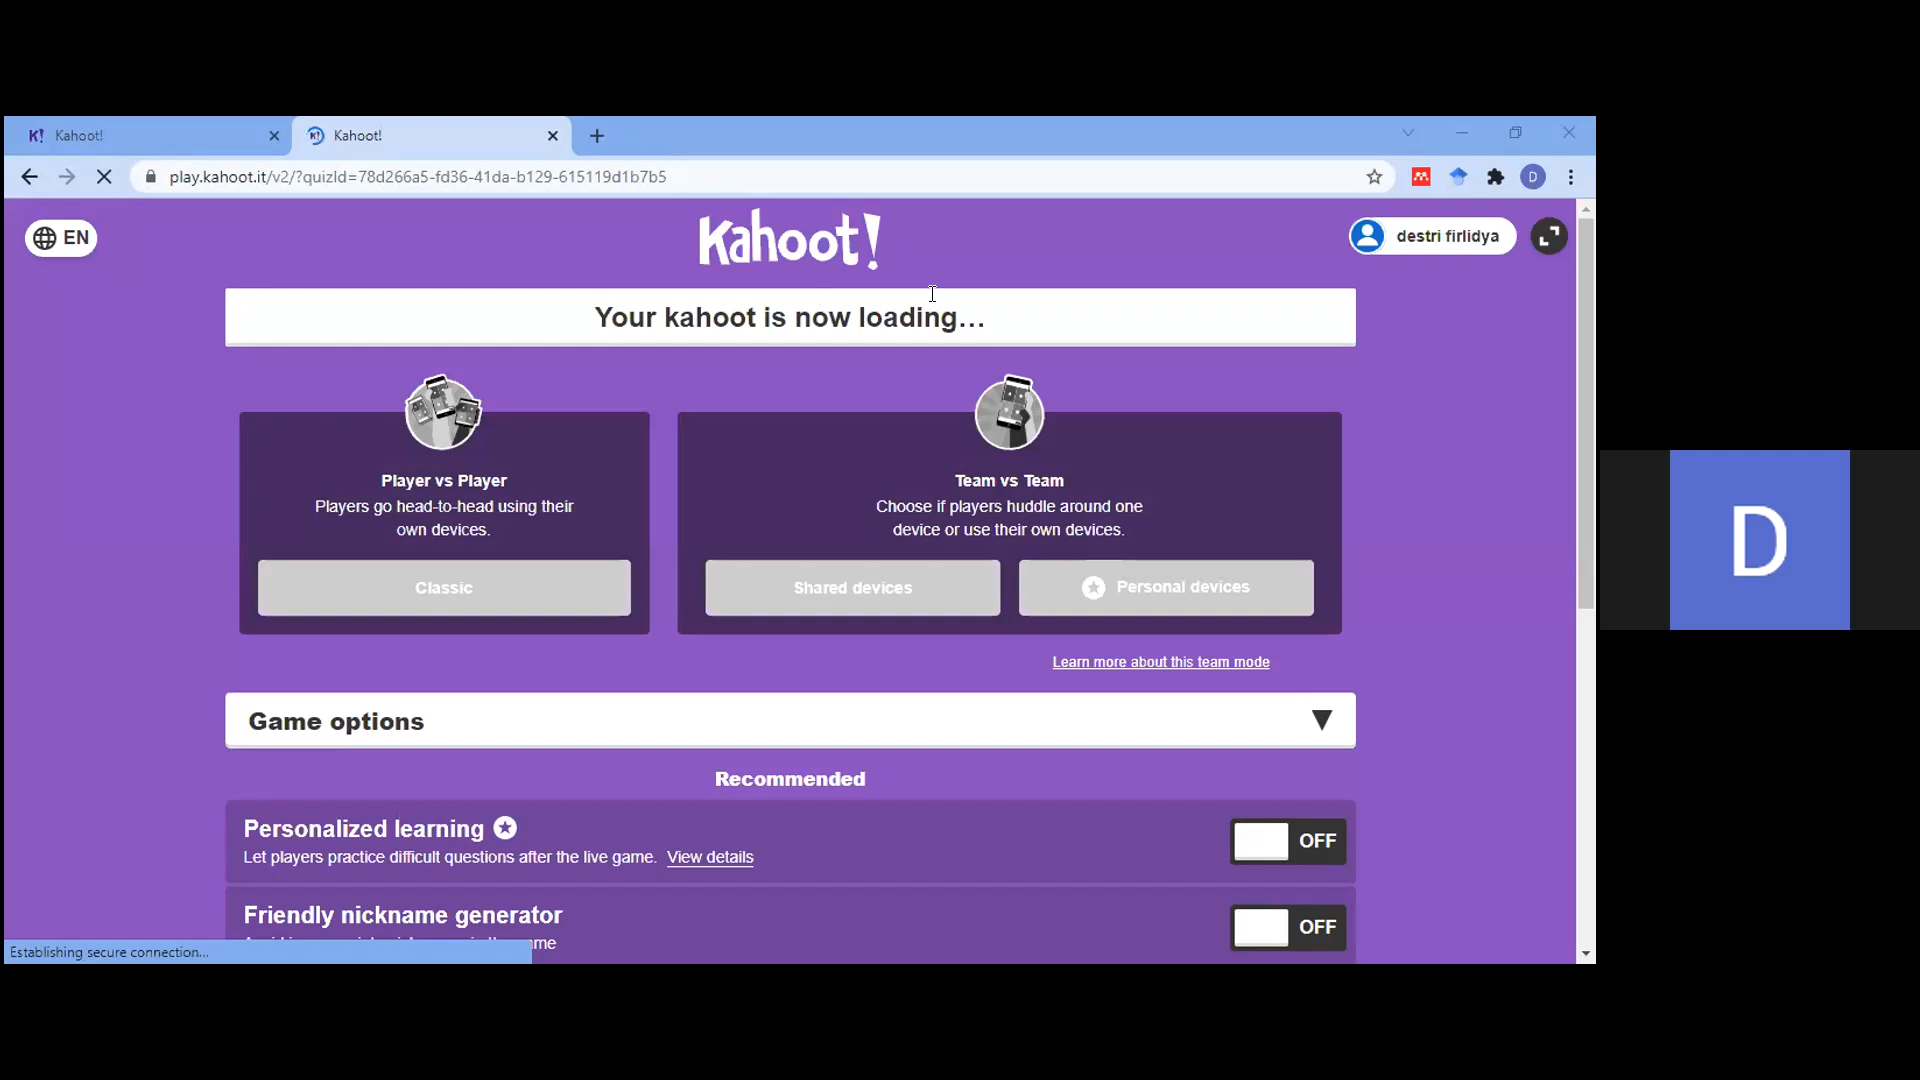 K! Kahoot!
Kahoot!
play.kahoot.it/v2/?quizId=78d266a5-fd36-41da-b129-615119d1b7b5
D
EN
Kahoot!
destri firlidya
Your kahoot is now loading…
Player vs Player
Players go head-to-head using their
own devices.
Classic
Team vs Team
Choose if players huddle around one
device or use their own devices.
Shared devices
Personal devices
Learn more about this team mode
Game options
Recommended
Personalized learning
Let players practice difficult questions after the live game. View details
OFF
Friendly nickname generator
OFF
Establishing secure connection...
D